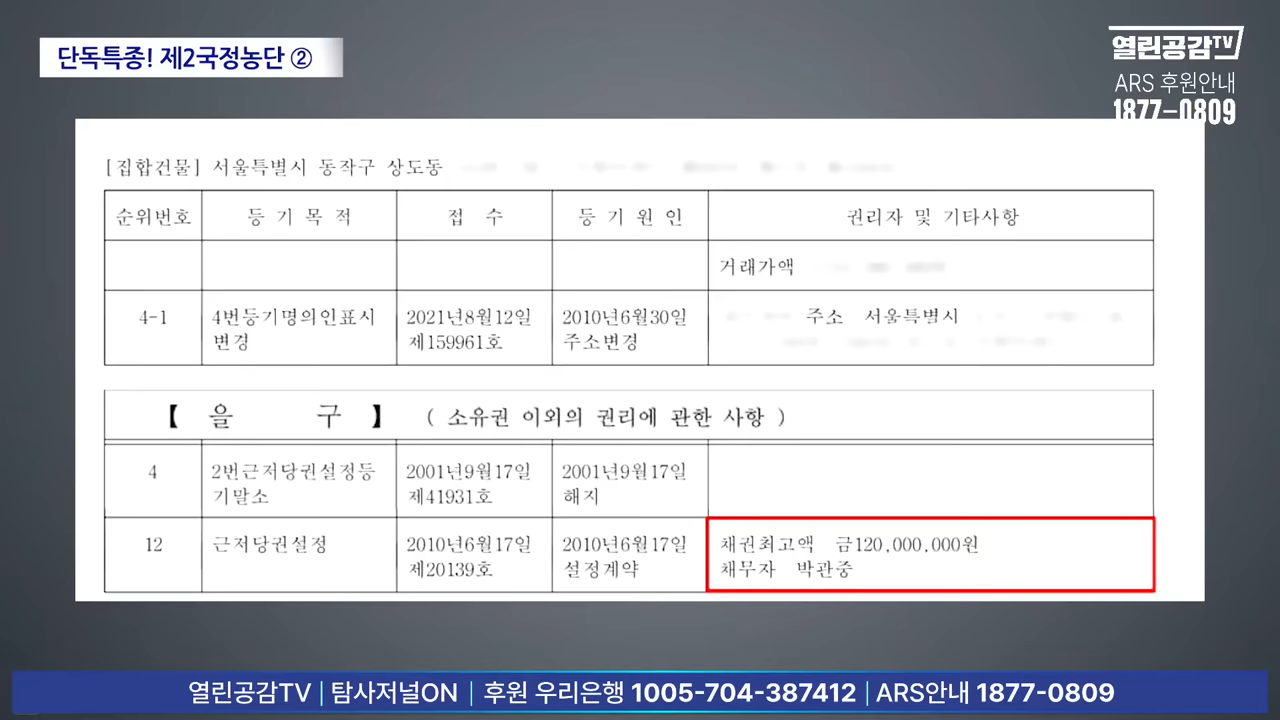 단독특종! 제2국정농단 ②
열린공감TV
ARS 후원안내
1877-0809
[집합건물] 서울특별시 동작구 상도동
순위번호 등 기 목 적 접 수 등 기 원 인 권리자 및 기타사항
거래가액
4-1 4번등기명의인표시 2021년8월12일 2010년6월30일 주소 서울특별시
변경 제159961호 주소변경
【 을 구 】 ( 소유권 이외의 권리에 관한 사항 )
4 2번근저당권설정등 2001년9월17일 2001년9월17일
기말소 제41931호 해지
12 근저당권설정 2010년6월17일 2010년6월17일 채권최고액 금120,000,000원
제20139호 설정계약 채무자 박관중
열린공감TV | 탐사저널ON | 후원 우리은행 1005-704-387412 | ARS안내 1877-0809